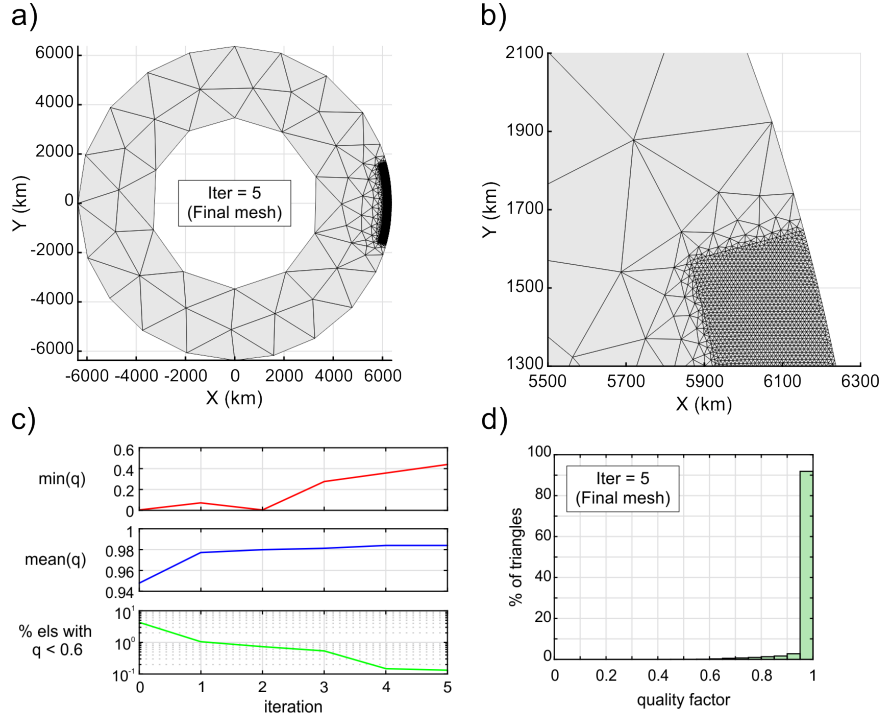 a)
6000
4000
2000
0
-2000
-4000
-6000
Y (km)
Iter = 5
(Final mesh)
-6000 -4000 -2000 0 2000 4000 6000
X (km)
b)
2100
1900
1700
1500
1300
Y (km)
5500 5700 5900 6100 6300
X (km)
c)
min(q)
0.6
0.4
0.2
0
mean(q)
1
0.98
0.96
0.94
% els with
q < 0.6
10¹
10⁰
10⁻¹
0 1 2 3 4 5
iteration
d)
% of triangles
100
80
60
40
20
0
Iter = 5
(Final mesh)
0 0.2 0.4 0.6 0.8 1
quality factor